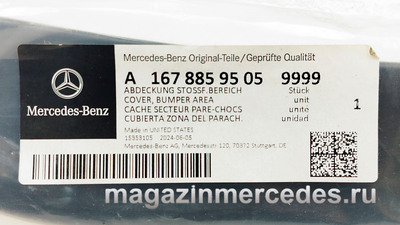 Mercedes-Benz Original-Teile/Geprüfte Qualität
A 167 885 95 05 9999
ABDECKUNG STOSSF.BEREICH Stück
COVER, BUMPER AREA unit
CACHE SECTEUR PARE-CHOCS unité
CUBIERTA ZONA DEL PARACH. unidad
1
Mercedes-Benz
Made in UNITED STATES
15353105 2024-06-05
Mercedes-Benz AG, Mercedesstr.120, 70372 Stuttgart, DE
magazinmercedes.ru